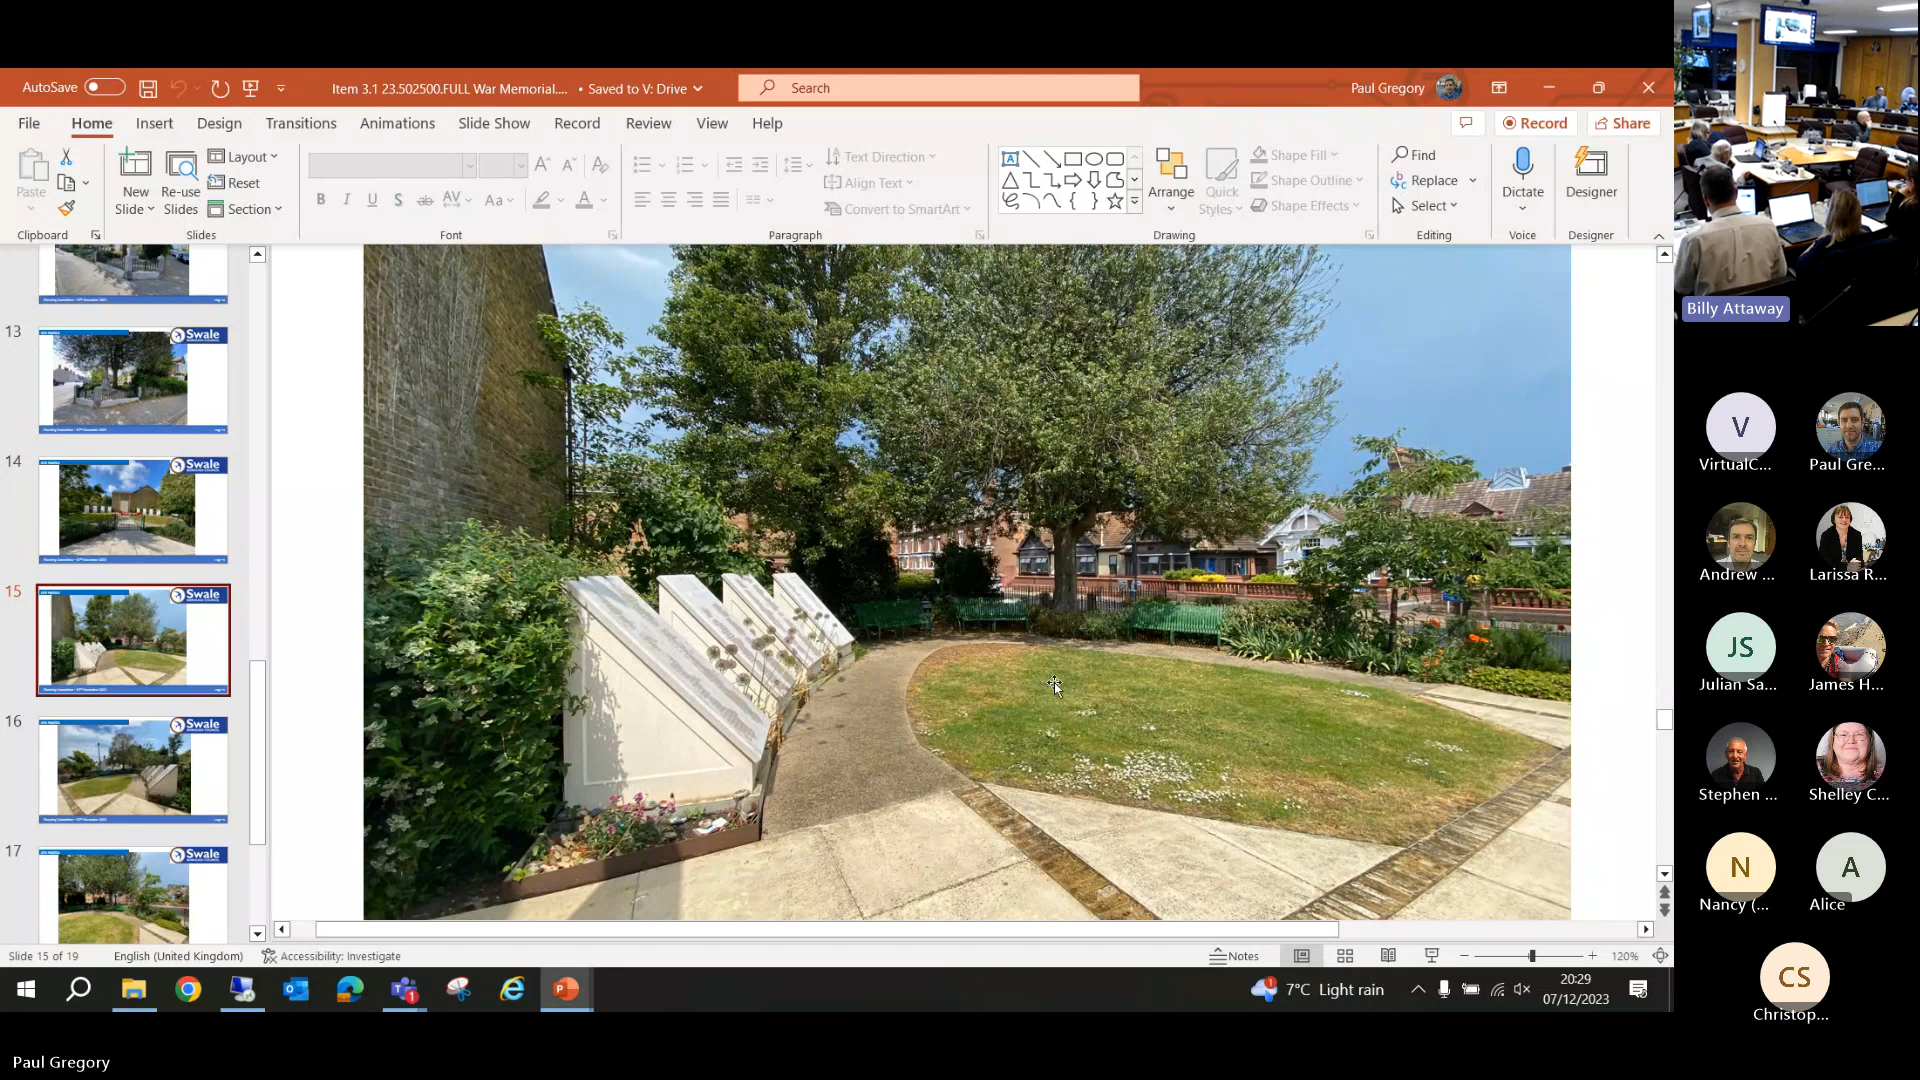 AutoSave
Item 3.1 23.502500.FULL War Memorial.... • Saved to V: Drive
Search
Paul Gregory
File Home Insert Design Transitions Animations Slide Show Record Review View Help
Record
Share
Paste
New Slide
Re-use Slides
Layout
Reset
Section
B I U S ab AV Aa A
Text Direction
Align Text
Convert to SmartArt
Arrange
Quick Styles
Shape Fill
Shape Outline
Shape Effects
Find
Replace
Select
Dictate
Designer
Clipboard Slides Font Paragraph Drawing Editing Voice Designer
13
Swale
14
Swale
15
Swale
16
Swale
17
Swale
Slide 15 of 19 English (United Kingdom) Accessibility: Investigate
Notes
120%
7°C Light rain
20:29
07/12/2023
Paul Gregory
Billy Attaway
V
VirtualC...
Paul Gre...
Andrew ...
Larissa R...
JS
Julian Sa...
James H...
Stephen ...
Shelley C...
N
Nancy (...
A
Alice
CS
Christop...